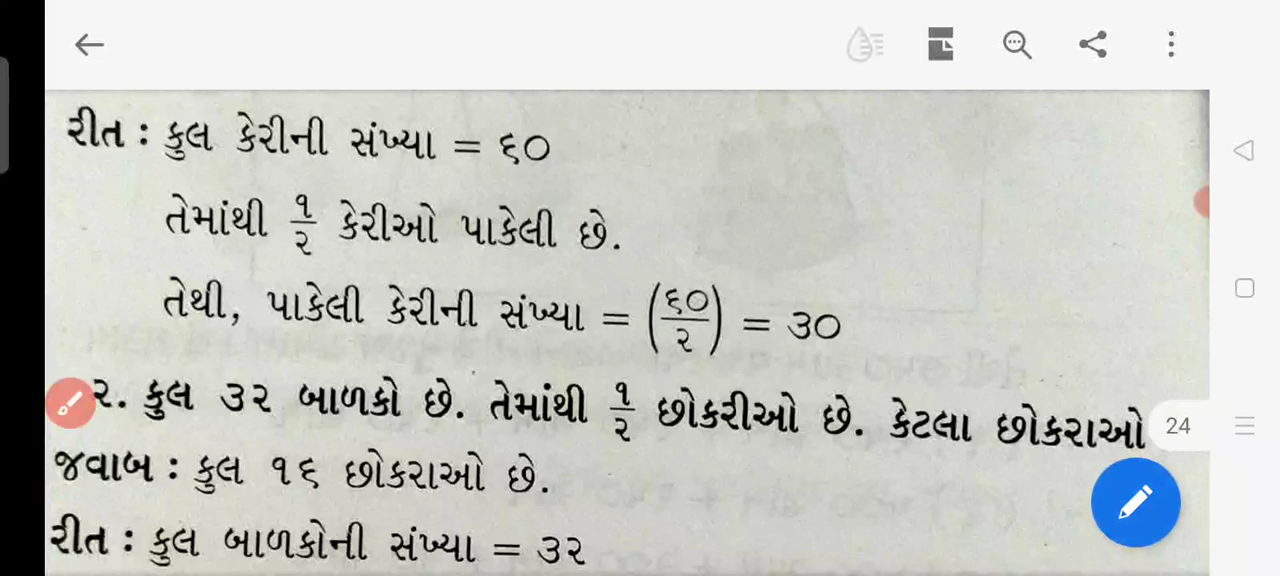 રીત : કુલ કેરીની સંખ્યા = ૬૦
તેમાંથી ૧/૨ કેરીઓ પાકેલી છે.
તેથી, પાકેલી કેરીની સંખ્યા = (૬૦/૨) = ૩૦
૨. કુલ ૩૨ બાળકો છે. તેમાંથી ૧/૨ છોકરીઓ છે. કેટલા છોકરાઓ
24
જવાબ : કુલ ૧૬ છોકરાઓ છે.
રીત : કુલ બાળકોની સંખ્યા = ૩૨